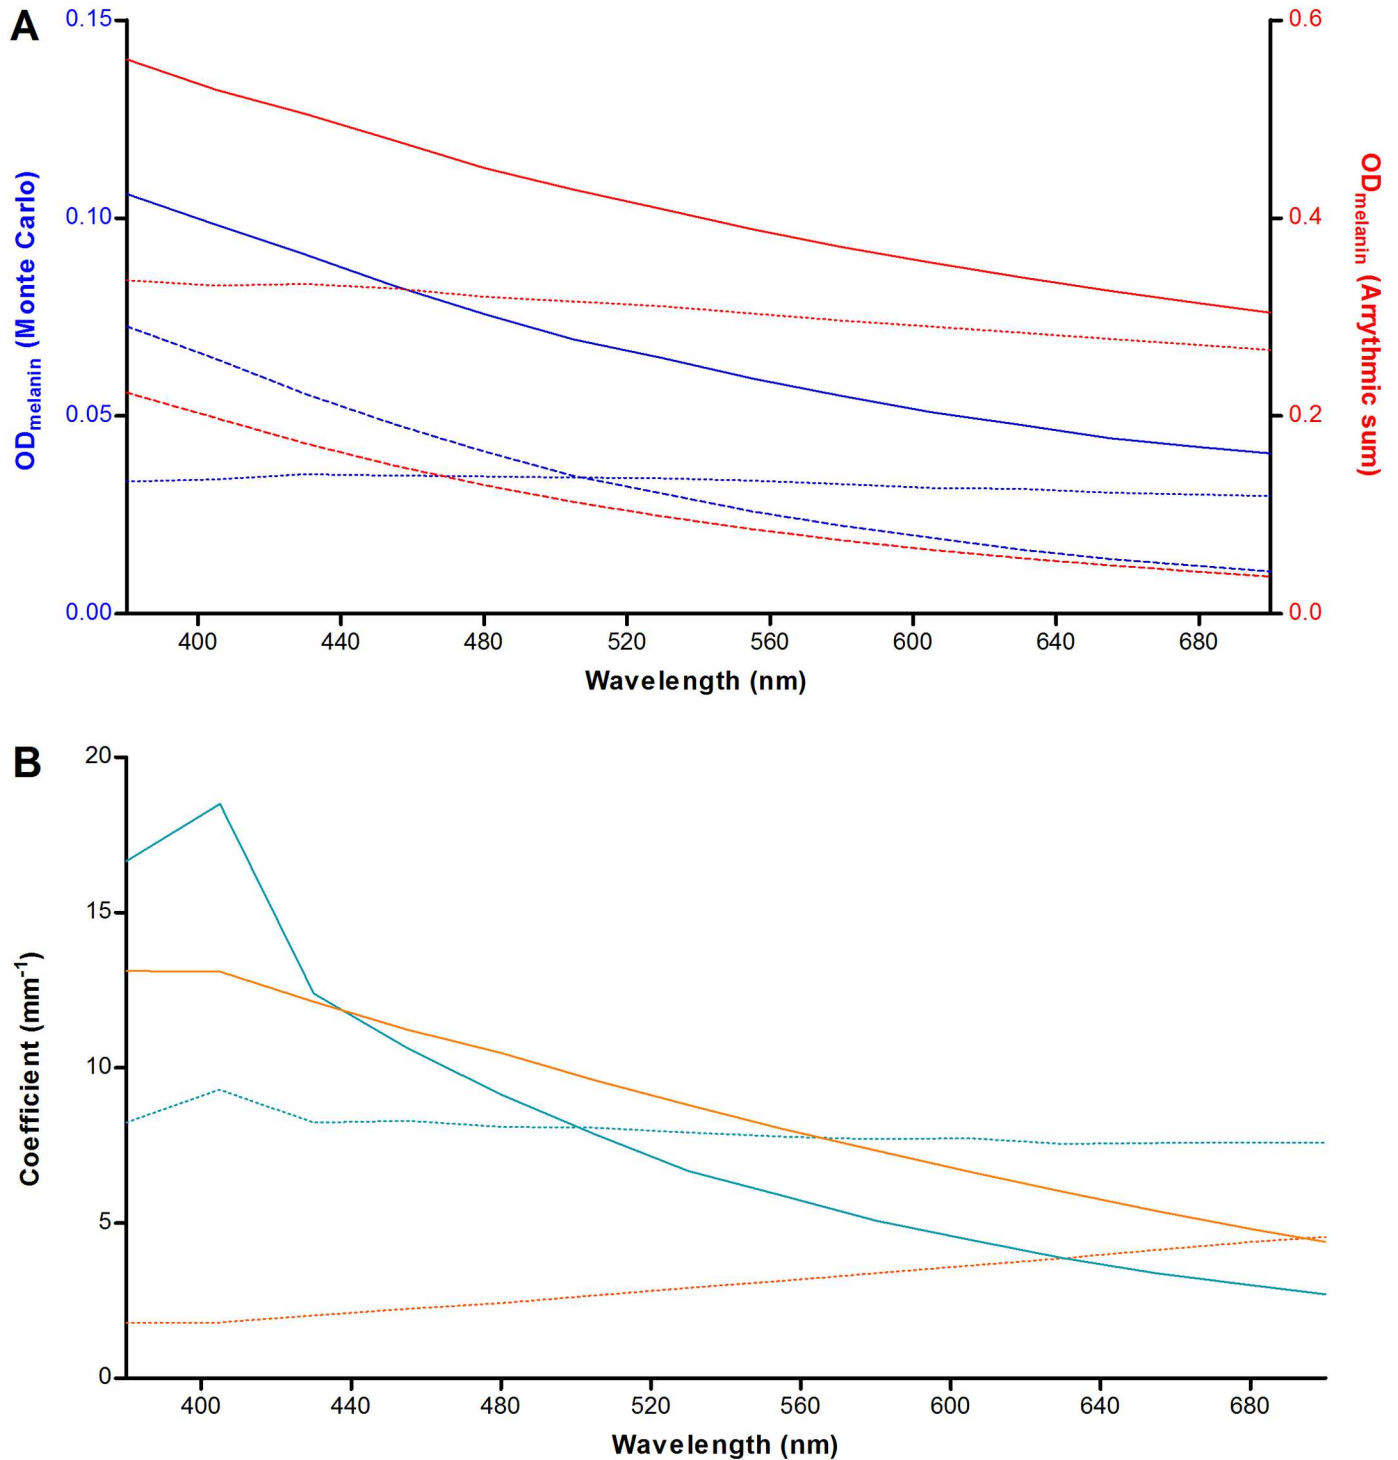 A
ODmelanin (Monte Carlo)
0.15
0.10
0.05
0.00
0.6
0.4
0.2
0.0
ODmelanin (Arrythmic sum)
400 440 480 520 560 600 640 680
Wavelength (nm)
B
Coefficient (mm-1)
20
15
10
5
0
400 440 480 520 560 600 640 680
Wavelength (nm)